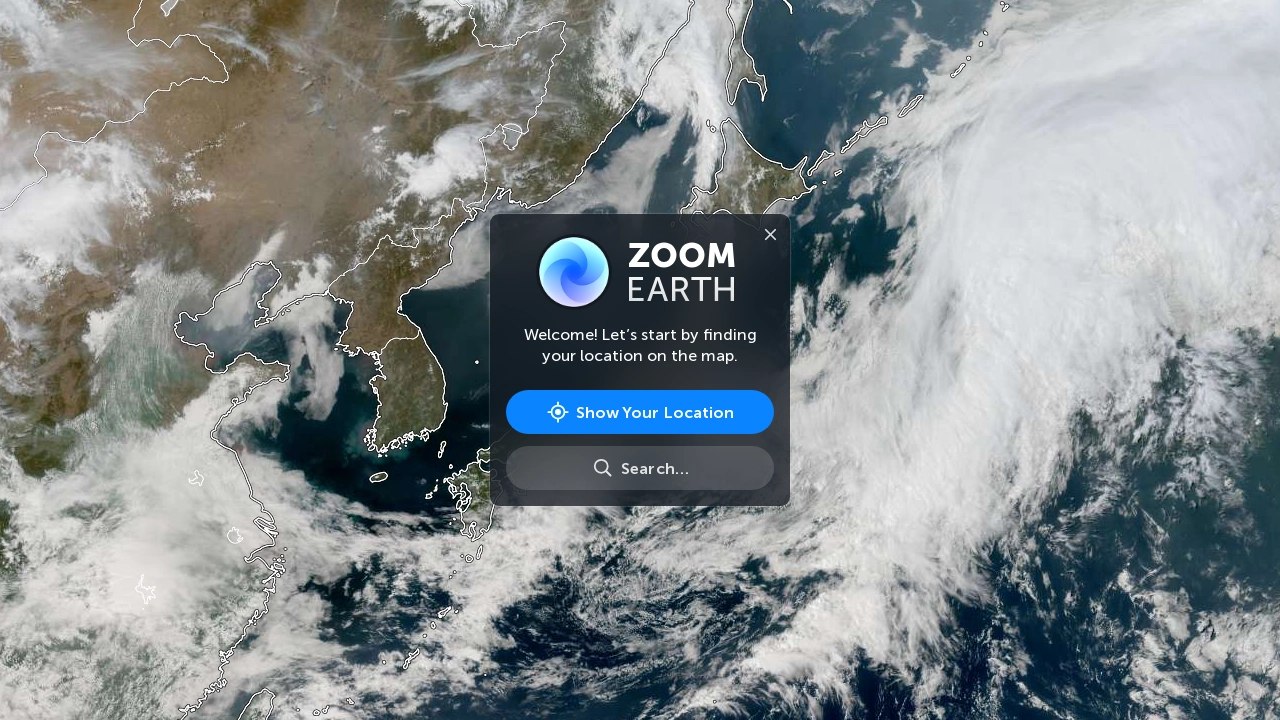 ZOOM
EARTH
Welcome! Let’s start by finding
your location on the map.
Show Your Location
Search...